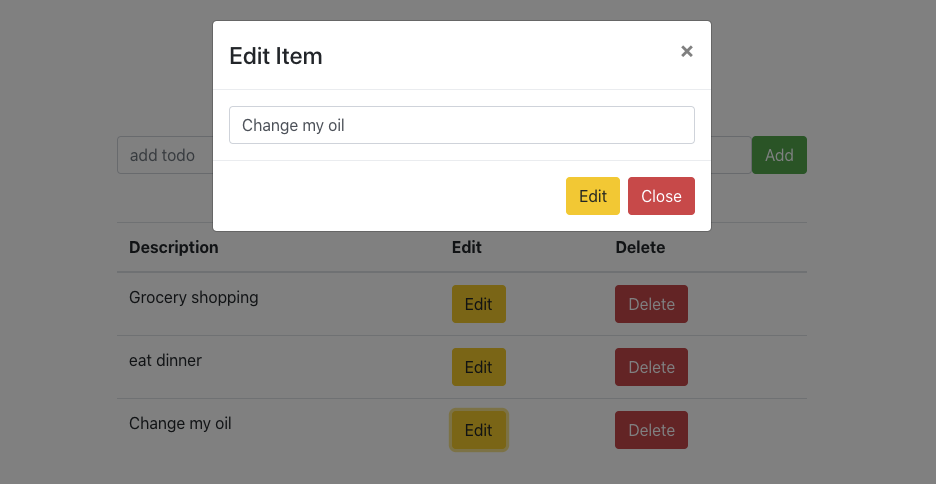 Edit Item ×
Change my oil
add todo Add
Edit Close
Description Edit Delete
Grocery shopping Edit Delete
eat dinner Edit Delete
Change my oil Edit Delete